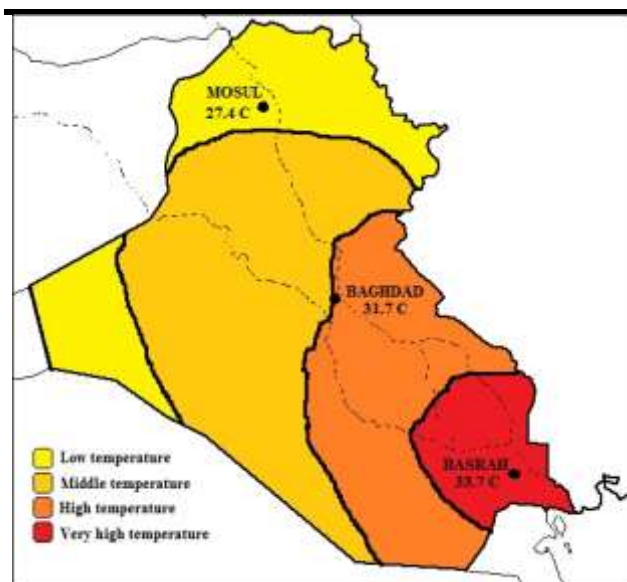 MOSUL
27.4 C
BAGHDAD
31.7 C
BASRAH
33.7 C
Low temperature
Middle temperature
High temperature
Very high temperature